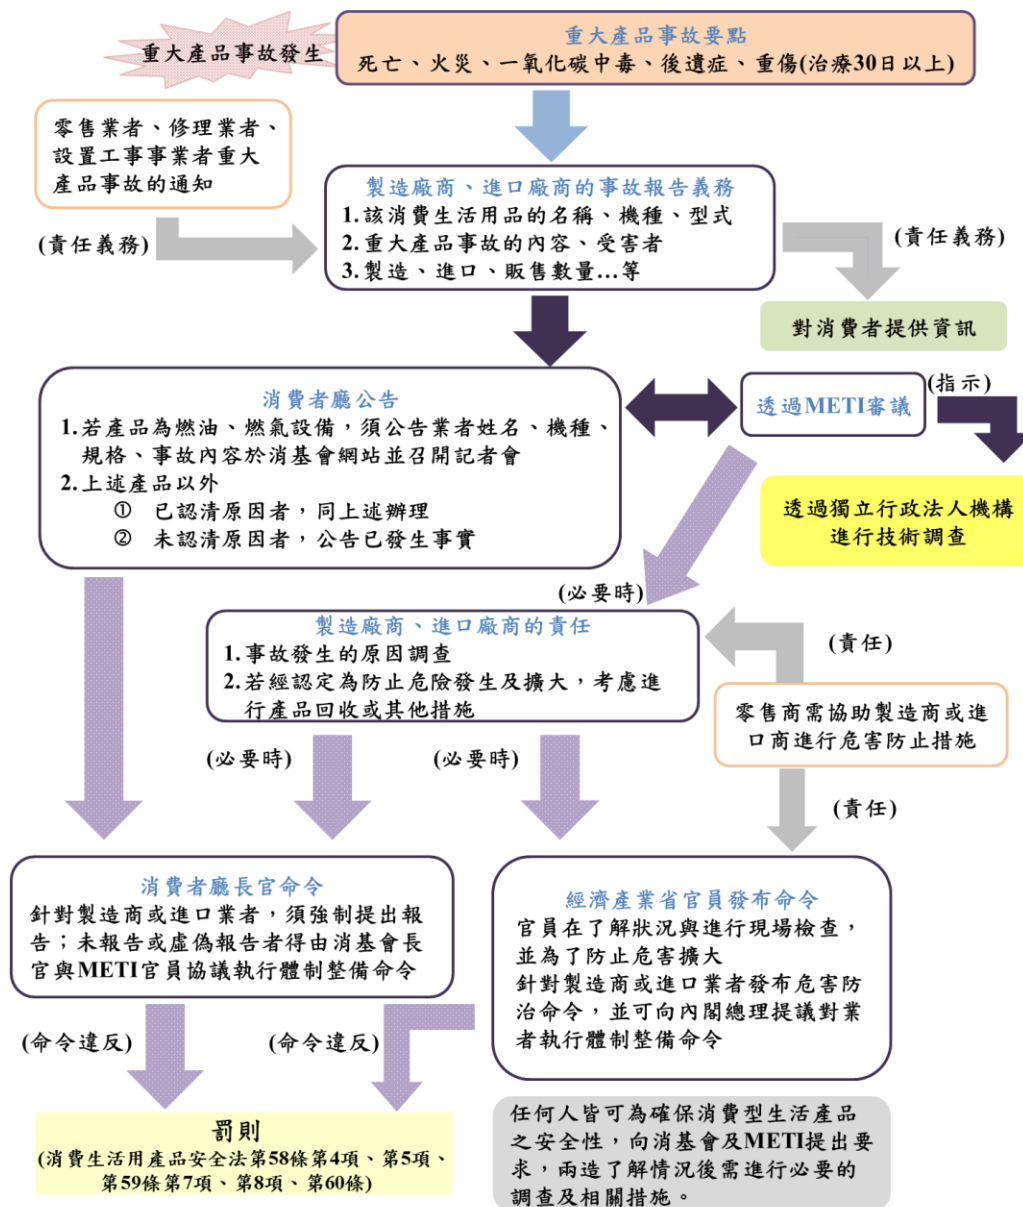 重大產品事故發生
重大產品事故要點
死亡、火災、一氧化碳中毒、後遺症、重傷(治療30日以上)
零售業者、修理業者、
設置工事事業者重大
產品事故的通知
(責任義務)
製造廠商、進口廠商的事故報告義務
1.該消費生活用品的名稱、機種、型式
2.重大產品事故的內容、受害者
3.製造、進口、販售數量…等
(責任義務)
對消費者提供資訊
消費者廳公告
1.若產品為燃油、燃氣設備，須公告業者姓名、機種、
規格、事故內容於消基會網站並召開記者會
2.上述產品以外
① 已認清原因者，同上述辦理
② 未認清原因者，公告已發生事實
透過METI審議
(指示)
透過獨立行政法人機構
進行技術調查
(必要時)
製造廠商、進口廠商的責任
1.事故發生的原因調查
2.若經認定為防止危險發生及擴大，考慮進
行產品回收或其他措施
(責任)
零售商需協助製造商或進
口商進行危害防止措施
(必要時)
(必要時)
(責任)
消費者廳長官命令
針對製造商或進口業者，須強制提出報
告；未報告或虛偽報告者得由消基會長
官與METI官員協議執行體制整備命令
經濟產業省官員發布命令
官員在了解狀況與進行現場檢查，
並為了防止危害擴大
針對製造商或進口業者發布危害防
治命令，並可向內閣總理提議對業
者執行體制整備命令
(命令違反)
(命令違反)
罰則
(消費生活用產品安全法第58條第4項、第5項、
第59條第7項、第8項、第60條)
任何人皆可為確保消費型生活產品
之安全性，向消基會及METI提出要
求，兩造了解情況後需進行必要的
調查及相關措施。